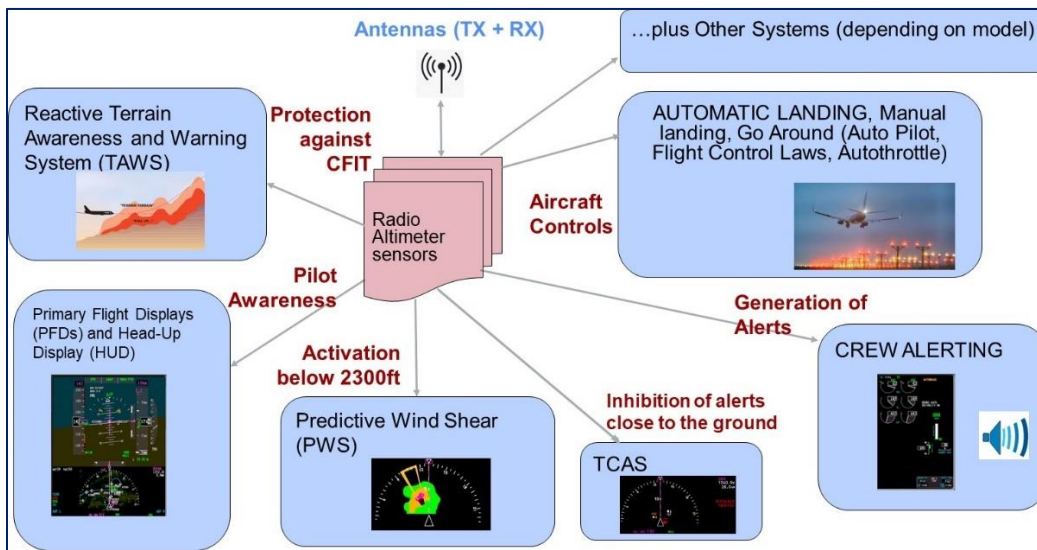 Antennas (TX + RX)
…plus Other Systems (depending on model)
Reactive Terrain
Awareness and Warning
System (TAWS)
Protection
against
CFIT
AUTOMATIC LANDING, Manual
landing, Go Around (Auto Pilot,
Flight Control Laws, Autothrottle)
Radio
Altimeter
sensors
Aircraft
Controls
Pilot
Awareness
Generation of
Alerts
Primary Flight Displays
(PFDs) and Head-Up
Display (HUD)
Activation
below 2300ft
CREW ALERTING
Predictive Wind Shear
(PWS)
Inhibition of alerts
close to the ground
TCAS